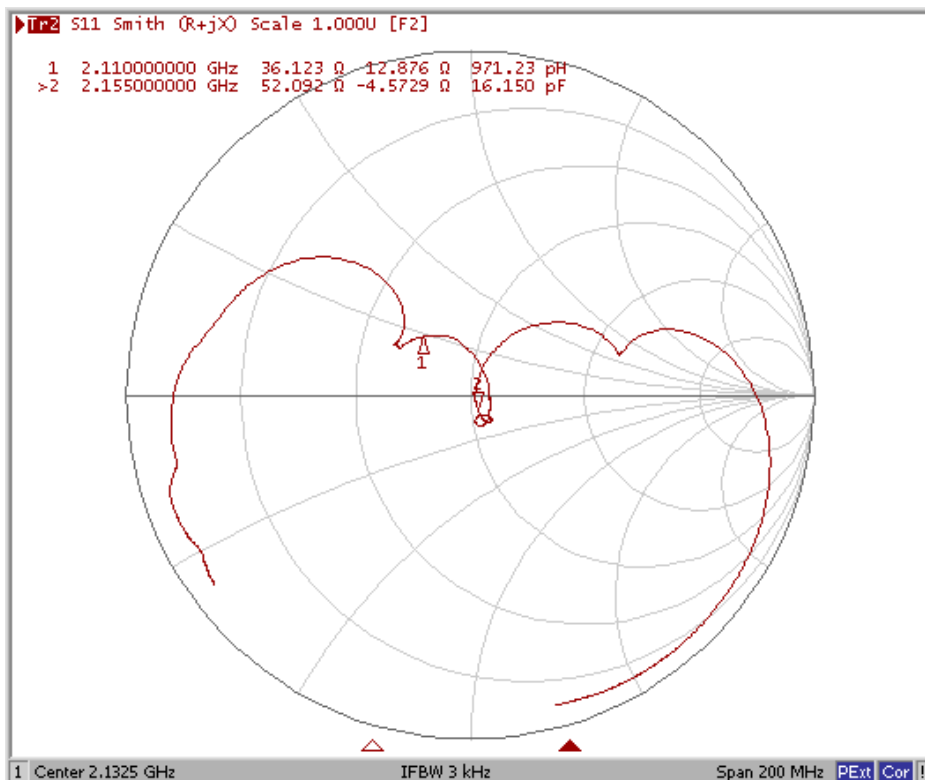 Tr2 S11 Smith (R+jX) Scale 1.000U [F2]
1 2.110000000 GHz 36.123 Ω 12.876 Ω 971.23 pH
>2 2.155000000 GHz 52.092 Ω -4.5729 Ω 16.150 pF
1
1 Center 2.1325 GHz IFBW 3 kHz Span 200 MHz PExt Cor !